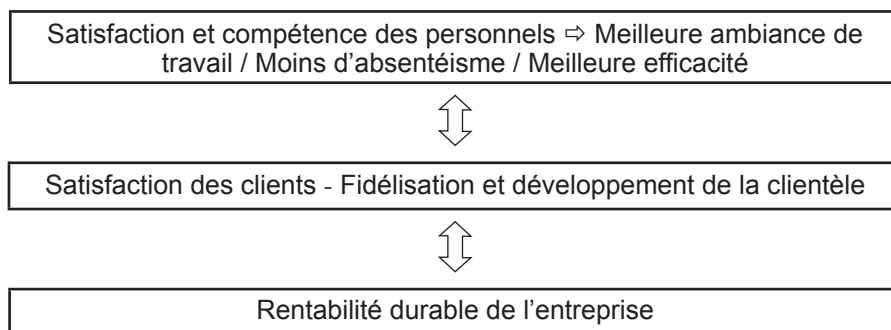 Satisfaction et compétence des personnels ⇨ Meilleure ambiance de
travail / Moins d’absentéisme / Meilleure efficacité
Satisfaction des clients - Fidélisation et développement de la clientèle
Rentabilité durable de l’entreprise